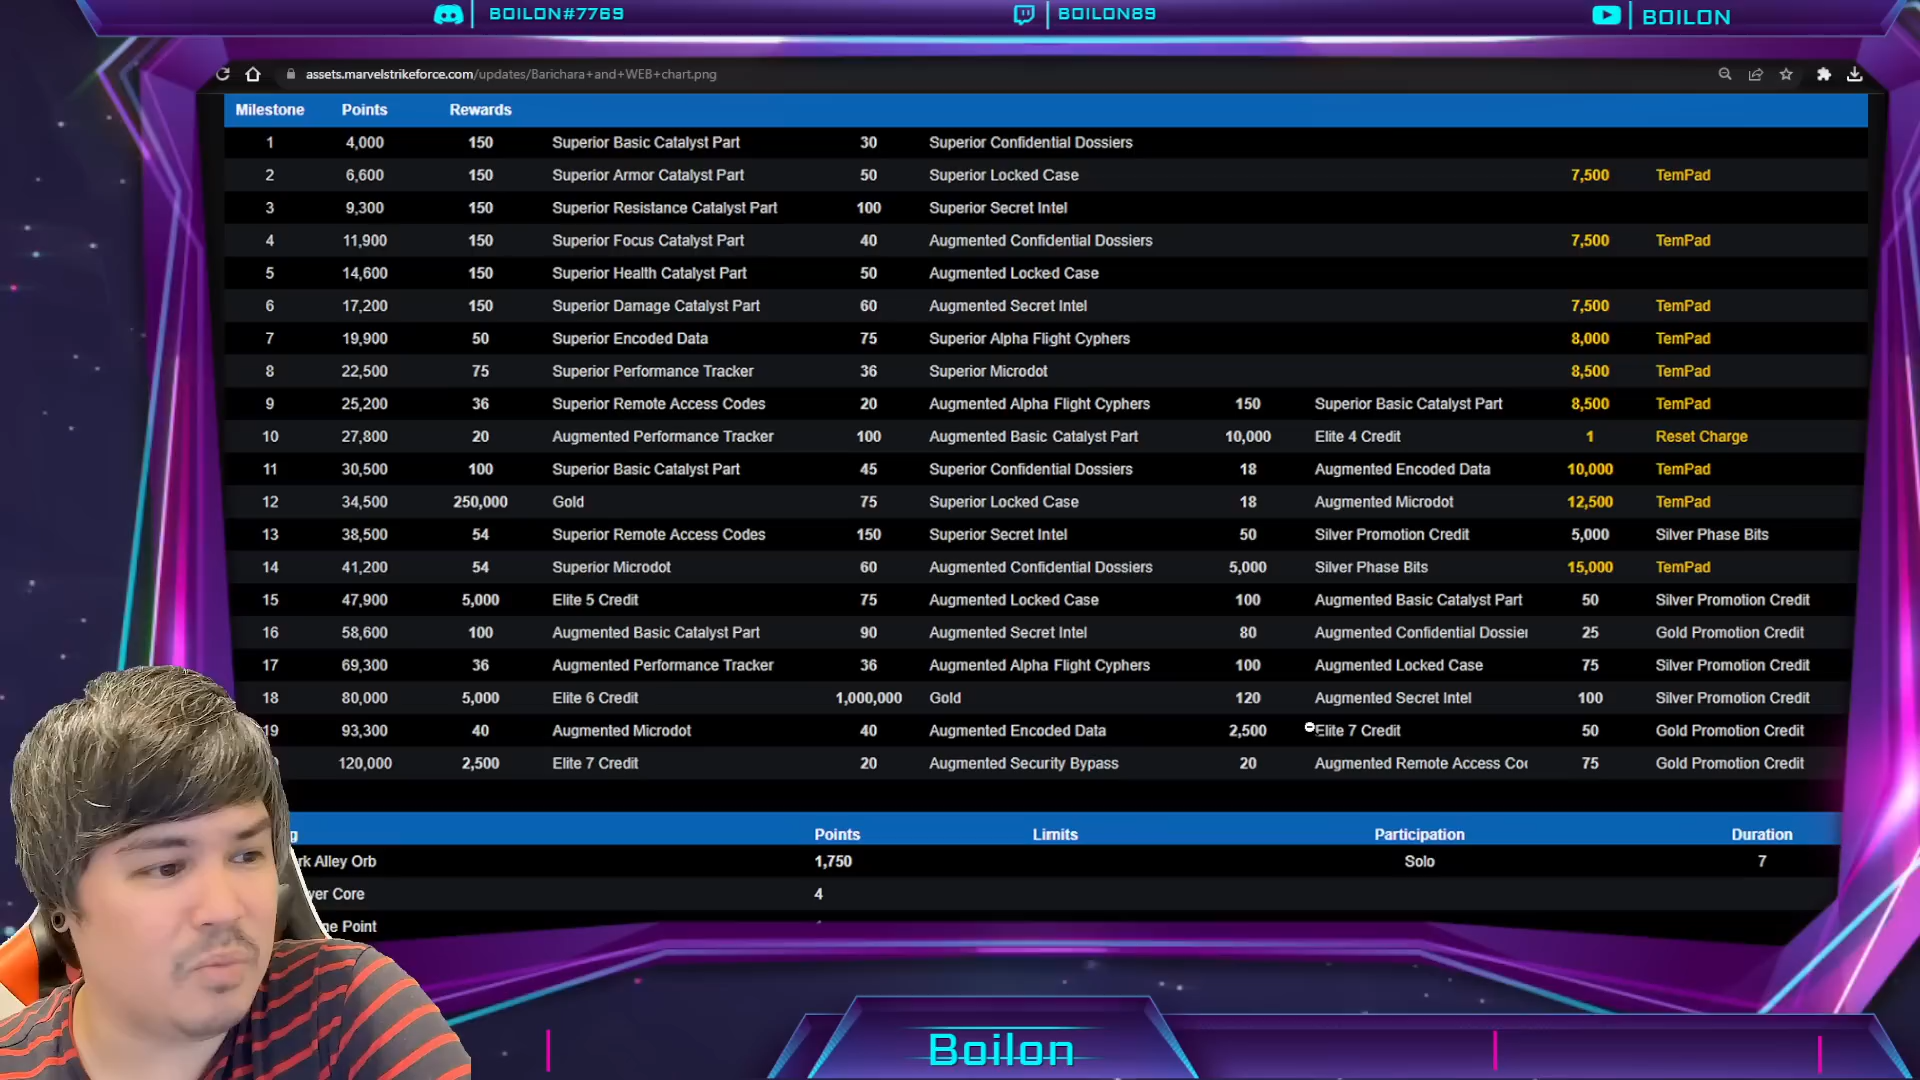 BOILON#7769 BOILON89 BOILON
assets.marvelstrikeforce.com/updates/Barichara+and+WEB+chart.png
Milestone Points Rewards
1 4,000 150 Superior Basic Catalyst Part 30 Superior Confidential Dossiers
2 6,600 150 Superior Armor Catalyst Part 50 Superior Locked Case 7,500 TemPad
3 9,300 150 Superior Resistance Catalyst Part 100 Superior Secret Intel
4 11,900 150 Superior Focus Catalyst Part 40 Augmented Confidential Dossiers 7,500 TemPad
5 14,600 150 Superior Health Catalyst Part 50 Augmented Locked Case
6 17,200 150 Superior Damage Catalyst Part 60 Augmented Secret Intel 7,500 TemPad
7 19,900 50 Superior Encoded Data 75 Superior Alpha Flight Cyphers 8,000 TemPad
8 22,500 75 Superior Performance Tracker 36 Superior Microdot 8,500 TemPad
9 25,200 36 Superior Remote Access Codes 20 Augmented Alpha Flight Cyphers 150 Superior Basic Catalyst Part 8,500 TemPad
10 27,800 20 Augmented Performance Tracker 100 Augmented Basic Catalyst Part 10,000 Elite 4 Credit 1 Reset Charge
11 30,500 100 Superior Basic Catalyst Part 45 Superior Confidential Dossiers 18 Augmented Encoded Data 10,000 TemPad
12 34,500 250,000 Gold 75 Superior Locked Case 18 Augmented Microdot 12,500 TemPad
13 38,500 54 Superior Remote Access Codes 150 Superior Secret Intel 50 Silver Promotion Credit 5,000 Silver Phase Bits
14 41,200 54 Superior Microdot 60 Augmented Confidential Dossiers 5,000 Silver Phase Bits 15,000 TemPad
15 47,900 5,000 Elite 5 Credit 75 Augmented Locked Case 100 Augmented Basic Catalyst Part 50 Silver Promotion Credit
16 58,600 100 Augmented Basic Catalyst Part 90 Augmented Secret Intel 80 Augmented Confidential Dossier 25 Gold Promotion Credit
17 69,300 36 Augmented Performance Tracker 36 Augmented Alpha Flight Cyphers 100 Augmented Locked Case 75 Silver Promotion Credit
18 80,000 5,000 Elite 6 Credit 1,000,000 Gold 120 Augmented Secret Intel 100 Silver Promotion Credit
19 93,300 40 Augmented Microdot 40 Augmented Encoded Data 2,500 Elite 7 Credit 50 Gold Promotion Credit
120,000 2,500 Elite 7 Credit 20 Augmented Security Bypass 20 Augmented Remote Access Co 75 Gold Promotion Credit
g Points Limits Participation Duration
rk Alley Orb 1,750 Solo 7
ver Core 4
Point
Boilon